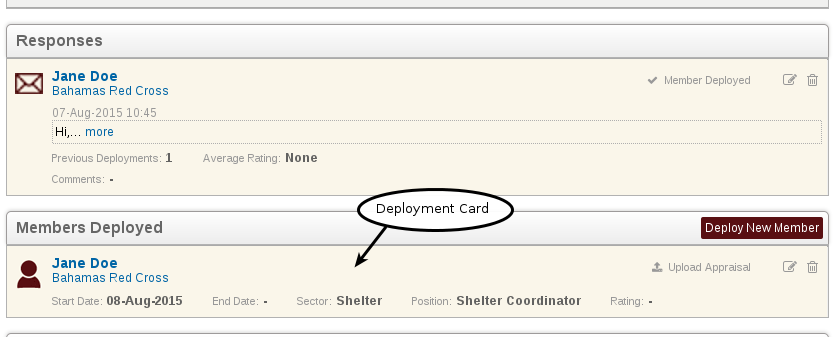 Responses
Jane Doe
Bahamas Red Cross
Member Deployed
07-Aug-2015 10:45
Hi,... more
Previous Deployments: 1 Average Rating: None
Comments: -
Deployment Card
Members Deployed
Deploy New Member
Jane Doe
Bahamas Red Cross
Upload Appraisal
Start Date: 08-Aug-2015 End Date: - Sector: Shelter Position: Shelter Coordinator Rating: -